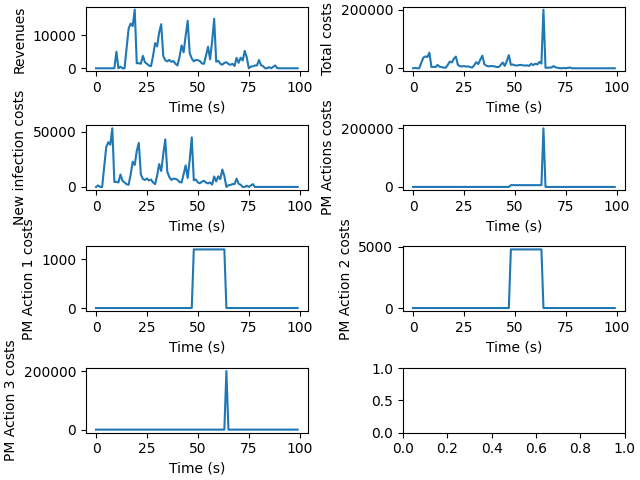 Revenues
10000
0
0 25 50 75 100
Time (s)
Total costs
200000
0
0 25 50 75 100
Time (s)
New infection costs
50000
0
0 25 50 75 100
Time (s)
PM Actions costs
200000
0
0 25 50 75 100
Time (s)
PM Action 1 costs
1000
0
0 25 50 75 100
Time (s)
PM Action 2 costs
5000
0
0 25 50 75 100
Time (s)
PM Action 3 costs
200000
0
0 25 50 75 100
Time (s)
1.0
0.5
0.0
0.0 0.2 0.4 0.6 0.8 1.0